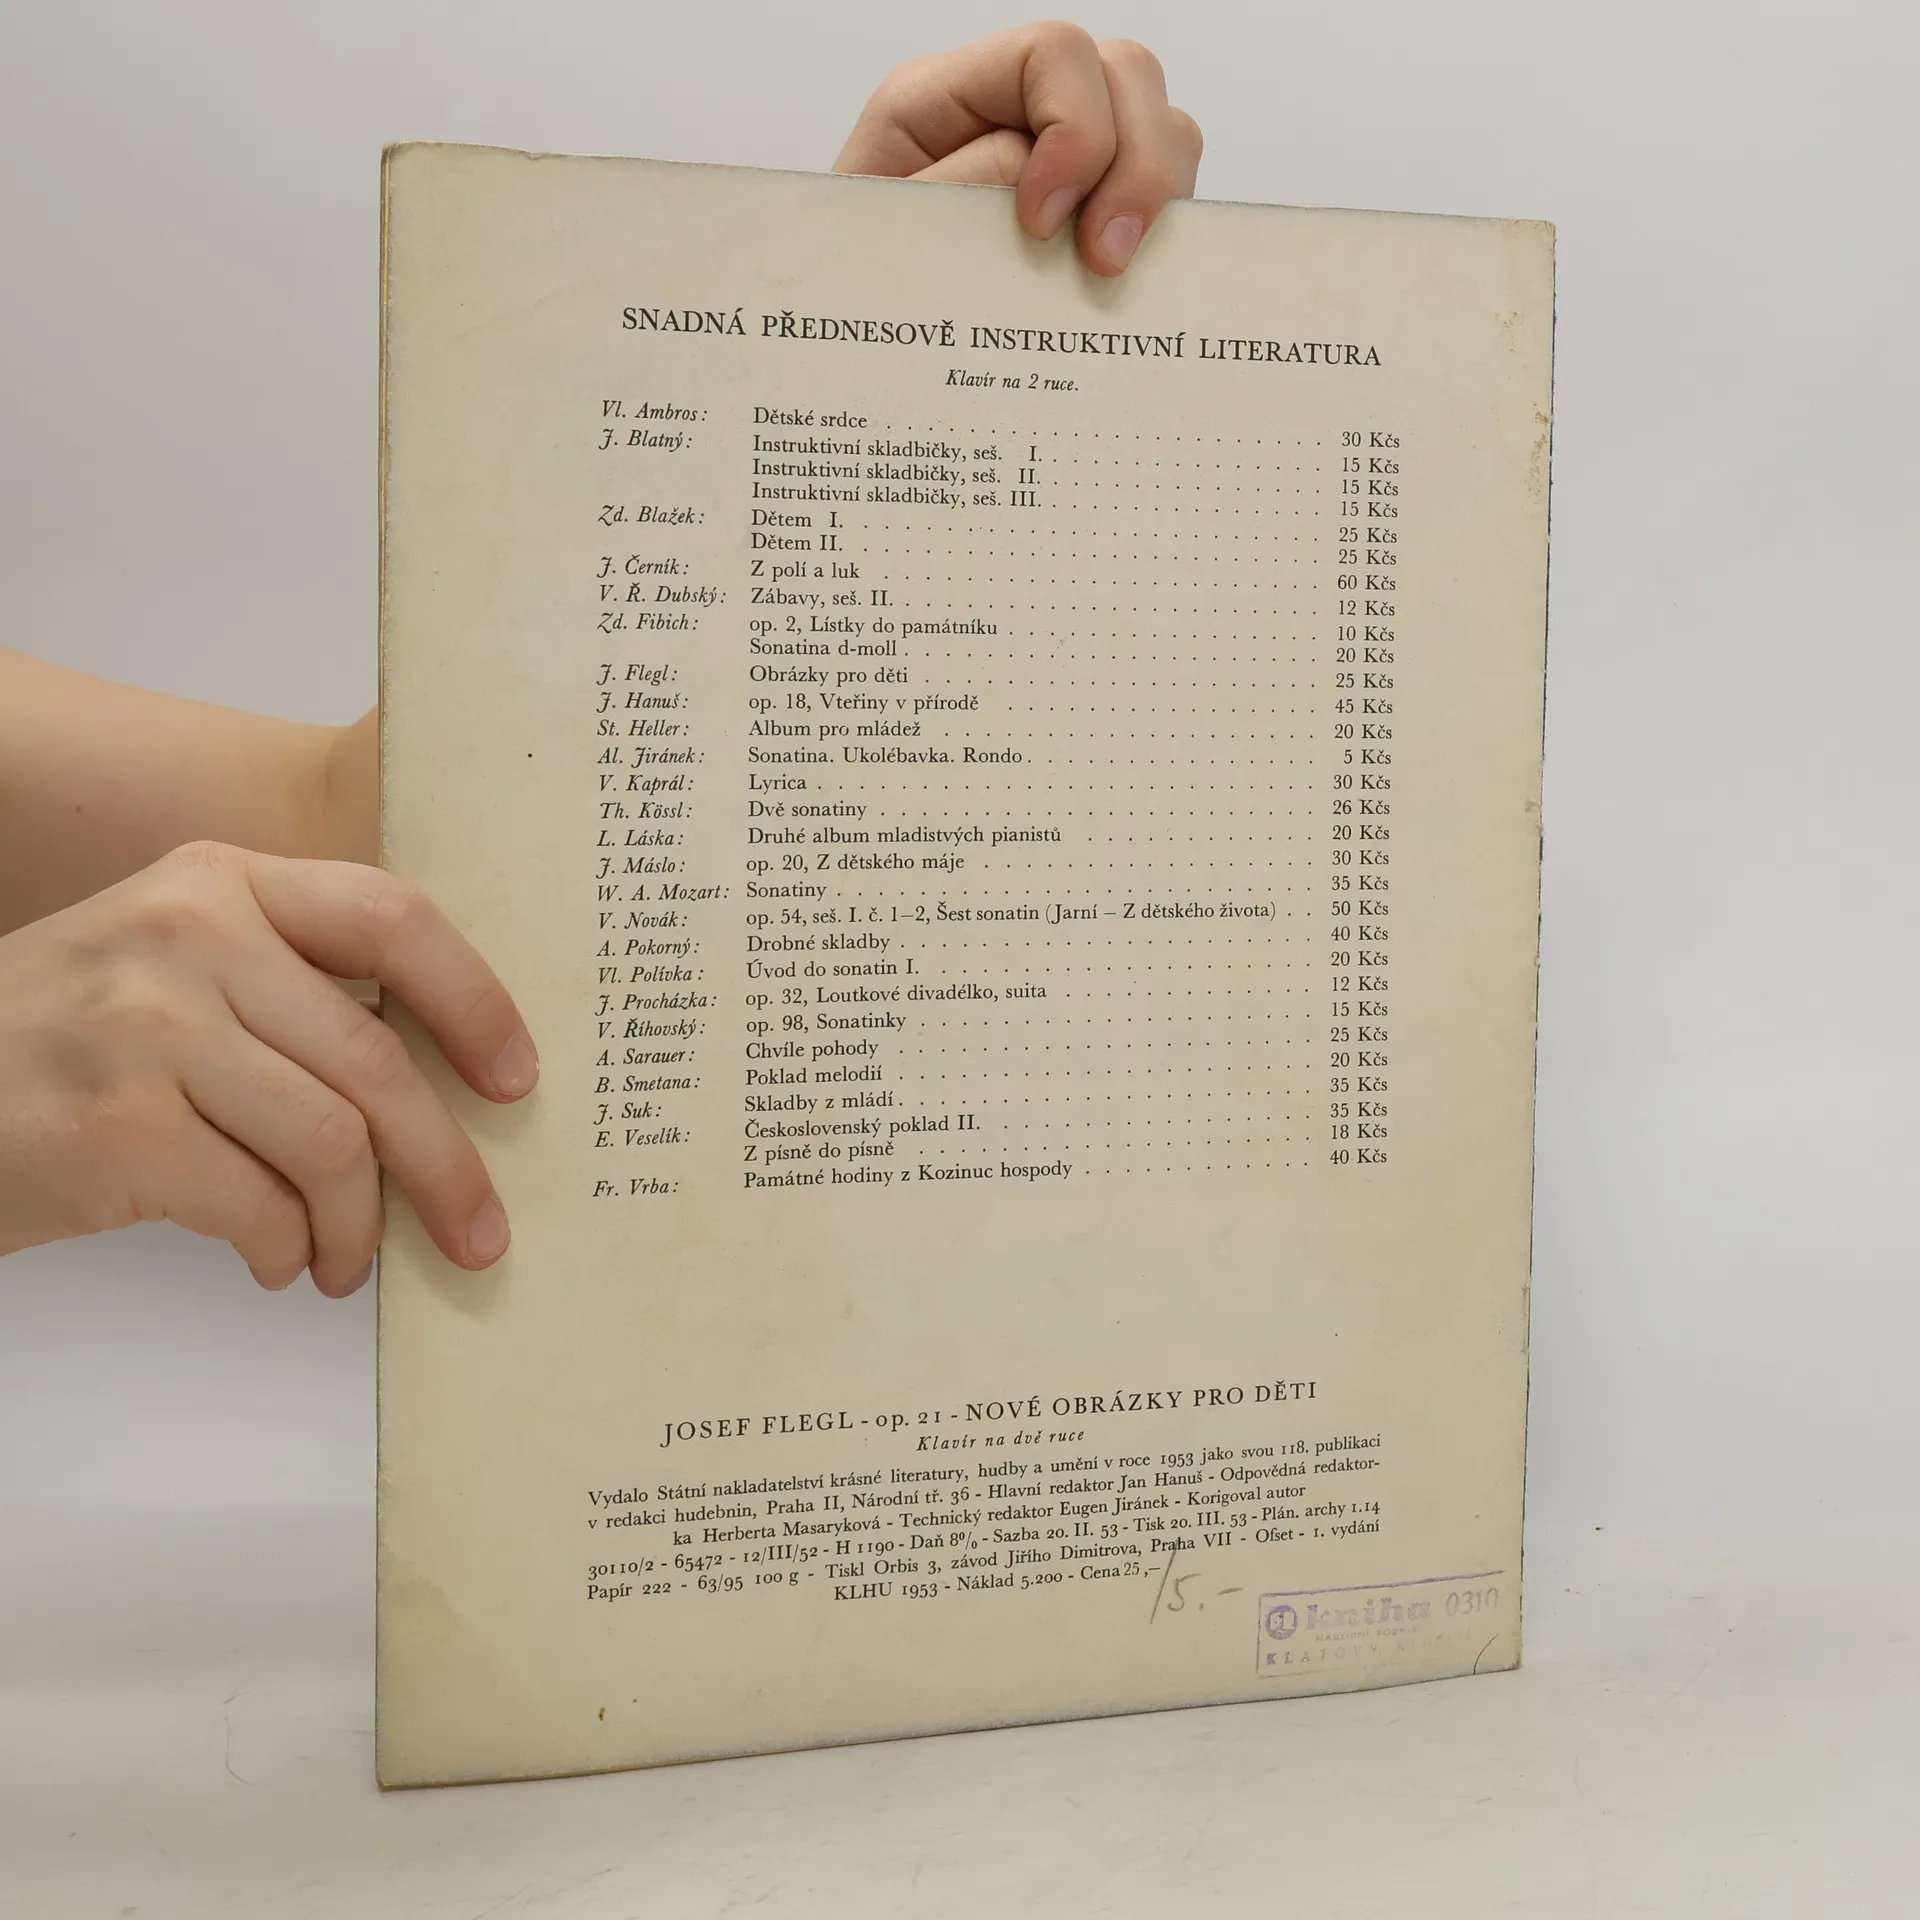 SNADNÁ PŘEDNESOVĚ INSTRUKTIVNÍ LITERATURA
Klavír na 2 ruce.
Vl. Ambros: Dětské srdce . . . . . . . . . . . . . . . . . . . . . 30 Kčs
J. Blatný: Instruktivní skladbičky, seš. I. . . . . . . . . . . . . . . 15 Kčs
Instruktivní skladbičky, seš. II. . . . . . . . . . . . . . . 15 Kčs
Instruktivní skladbičky, seš. III. . . . . . . . . . . . . . . 15 Kčs
Zd. Blažek: Dětem I. . . . . . . . . . . . . . . . . . . . . . . 25 Kčs
Dětem II. . . . . . . . . . . . . . . . . . . . . . . 25 Kčs
J. Černík: Z polí a luk . . . . . . . . . . . . . . . . . . . . . 60 Kčs
V. Ř. Dubský: Zábavy, seš. II. . . . . . . . . . . . . . . . . . . . . 12 Kčs
Zd. Fibich: op. 2, Lístky do památníku . . . . . . . . . . . . . . . 10 Kčs
Sonatina d-moll . . . . . . . . . . . . . . . . . . . . 20 Kčs
J. Flegl: Obrázky pro děti . . . . . . . . . . . . . . . . . . . 25 Kčs
J. Hanuš: op. 18, Vteřiny v přírodě . . . . . . . . . . . . . . . 45 Kčs
St. Heller: Album pro mládež . . . . . . . . . . . . . . . . . . 20 Kčs
Al. Jiránek: Sonatina. Ukolébavka. Rondo . . . . . . . . . . . . . . 5 Kčs
V. Kaprál: Lyrica . . . . . . . . . . . . . . . . . . . . . . . . 30 Kčs
Th. Kössl: Dvě sonatiny . . . . . . . . . . . . . . . . . . . . . 26 Kčs
L. Láska: Druhé album mladistvých pianistů . . . . . . . . . . . 20 Kčs
J. Máslo: op. 20, Z dětského máje . . . . . . . . . . . . . . . . 30 Kčs
W. A. Mozart: Sonatiny . . . . . . . . . . . . . . . . . . . . . . . 35 Kčs
V. Novák: op. 54, seš. I. č. 1–2, Šest sonatin (Jarní – Z dětského života) . . 50 Kčs
A. Pokorný: Drobné skladby . . . . . . . . . . . . . . . . . . . . 40 Kčs
Vl. Polívka: Úvod do sonatin I. . . . . . . . . . . . . . . . . . . 20 Kčs
J. Procházka: op. 32, Loutkové divadélko, suita . . . . . . . . . . . . 12 Kčs
V. Říhovský: op. 98, Sonatinky . . . . . . . . . . . . . . . . . . . 15 Kčs
A. Sarauer: Chvíle pohody . . . . . . . . . . . . . . . . . . . . 25 Kčs
B. Smetana: Poklad melodií . . . . . . . . . . . . . . . . . . . . 20 Kčs
J. Suk: Skladby z mládí . . . . . . . . . . . . . . . . . . . . 35 Kčs
E. Veselík: Československý poklad II. . . . . . . . . . . . . . . . 35 Kčs
Z písně do písně . . . . . . . . . . . . . . . . . . . 18 Kčs
Fr. Vrba: Památné hodiny z Kozinuc hospody . . . . . . . . . . . 40 Kčs
JOSEF FLEGL - op. 21 - NOVÉ OBRÁZKY PRO DĚTI
Klavír na dvě ruce
Vydalo Státní nakladatelství krásné literatury, hudby a umění v roce 1953 jako svou 118. publikaci
v redakci hudebnin, Praha II, Národní tř. 36 - Hlavní redaktor Jan Hanuš - Odpovědná redaktor-
ka Herberta Masaryková - Technický redaktor Eugen Jiránek - Korigoval autor
30110/2 - 65472 - 12/III/52 - H 1190 - Daň 8% - Sazba 20. II. 53 - Tisk 20. III. 53 - Plán. archy 1.14
Papír 222 - 63/95 100 g - Tiskl Orbis 3, závod Jiřího Dimitrova, Praha VII - Ofset - 1. vydání
KLHU 1953 - Náklad 5.200 - Cena 25,—
15.-
kniha 0310
NÁRODNÍ PODNIK
KLATOVY